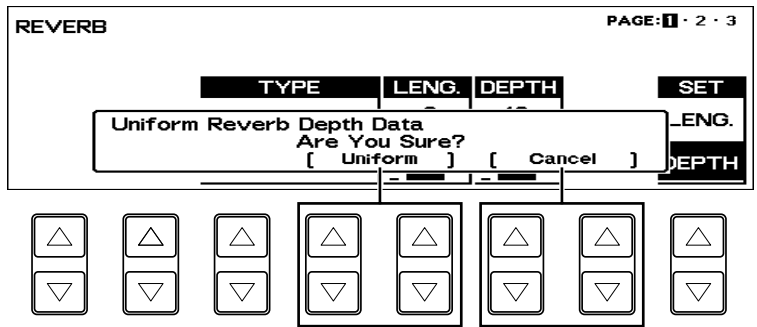 REVERB
PAGE: 1 · 2 · 3
TYPE LENG. DEPTH SET
LENG.
Uniform Reverb Depth Data
Are You Sure?
[ Uniform ] [ Cancel ]
DEPTH